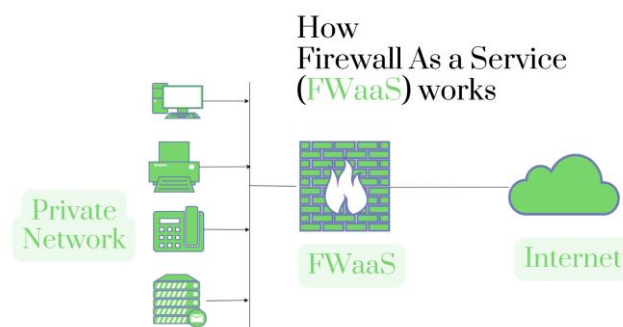 How
Firewall As a Service
(FWaaS) works
Private
Network
FWaaS
Internet